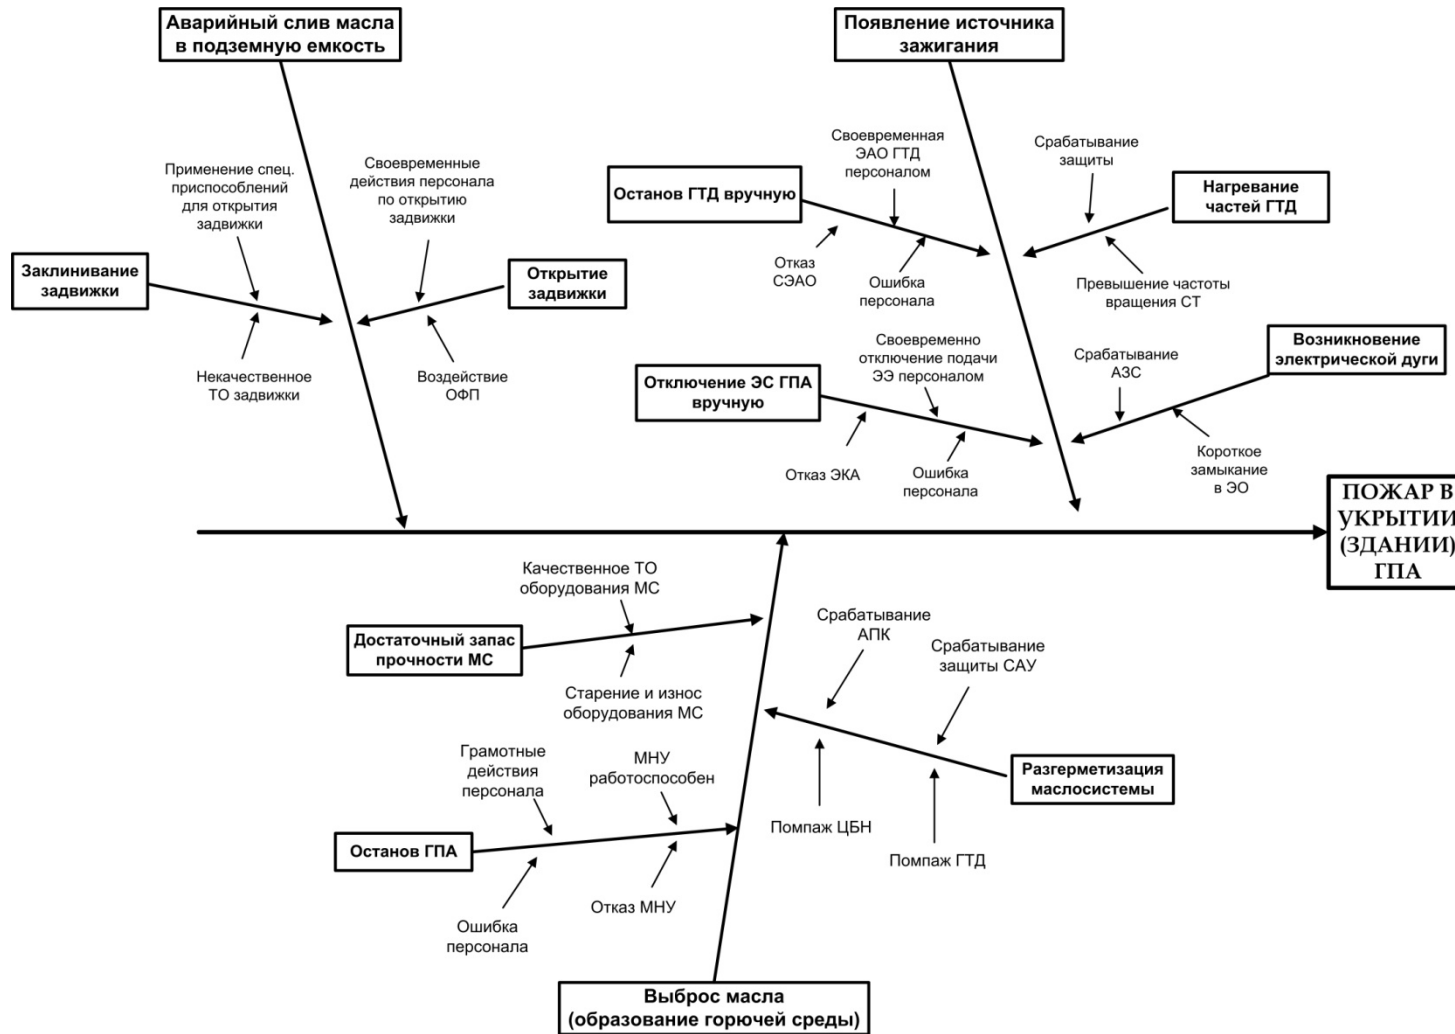 Аварийный слив масла
в подземную емкость
Появление источника
зажигания
Применение спец.
приспособлений
для открытия
задвижки
Своевременные
действия персонала
по открытию
задвижки
Заклинивание
задвижки
Открытие
задвижки
Некачественное
ТО задвижки
Воздействие
ОФП
Своевременная
ЭАО ГТД
персоналом
Срабатывание
защиты
Останов ГТД вручную
Нагревание
частей ГТД
Отказ
СЭАО
Ошибка
персонала
Превышение частоты
вращения СТ
Своевременно
отключение подачи
ЭЭ персоналом
Срабатывание
АЗС
Возникновение
электрической дуги
Отключение ЭС ГПА
вручную
Отказ ЭКА
Ошибка
персонала
Короткое
замыкание
в ЭО
ПОЖАР В
УКРЫТИИ
(ЗДАНИИ)
ГПА
Качественное ТО
оборудования МС
Достаточный запас
прочности МС
Старение и износ
оборудования МС
Срабатывание
АПК
Срабатывание
защиты САУ
Грамотные
действия
персонала
МНУ
работоспособен
Разгерметизация
маслосистемы
Останов ГПА
Помпаж ЦБН
Помпаж ГТД
Ошибка
персонала
Отказ МНУ
Выброс масла
(образование горючей среды)